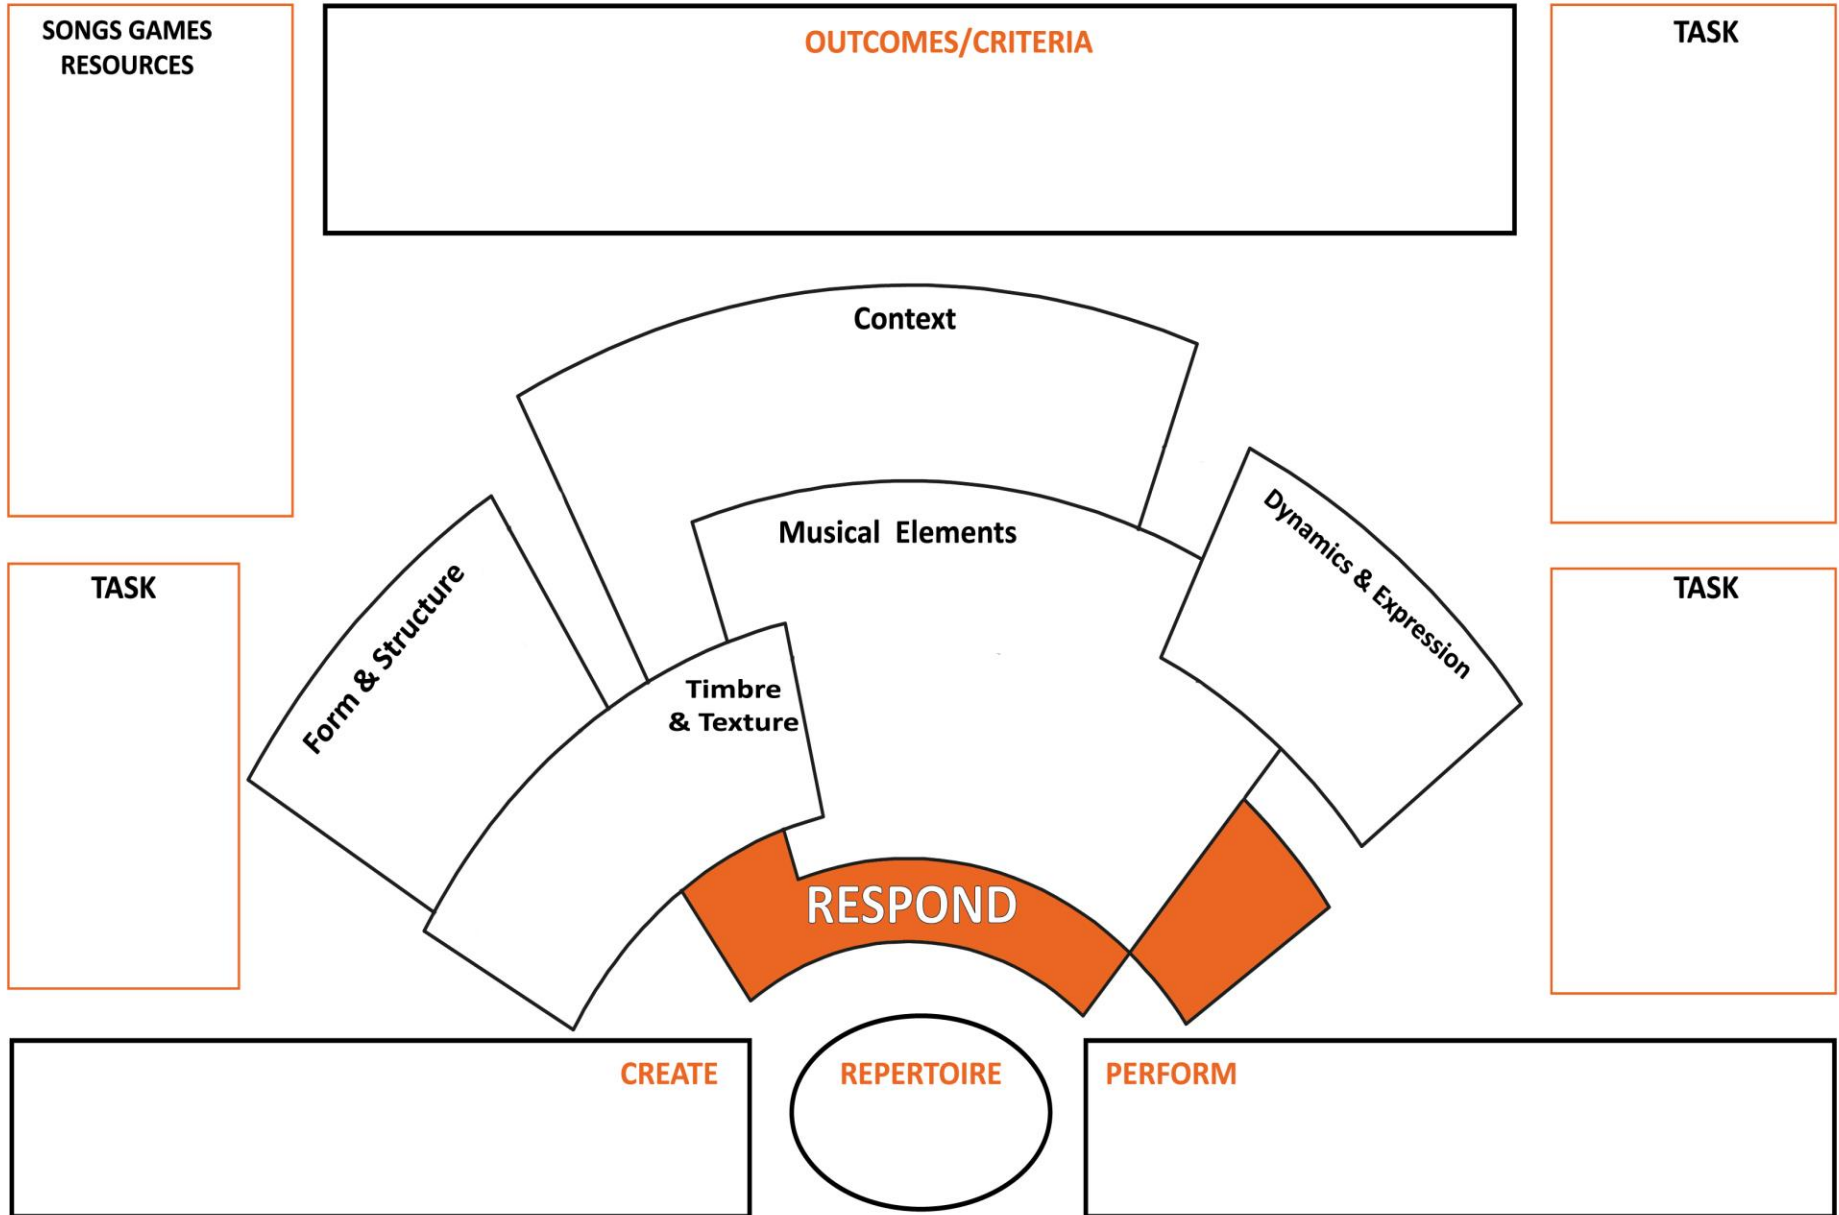 SONGS GAMES
RESOURCES
OUTCOMES/CRITERIA
TASK
Context
Musical Elements
Dynamics & Expression
Form & Structure
TASK
TASK
Timbre
& Texture
RESPOND
CREATE
REPERTOIRE
PERFORM